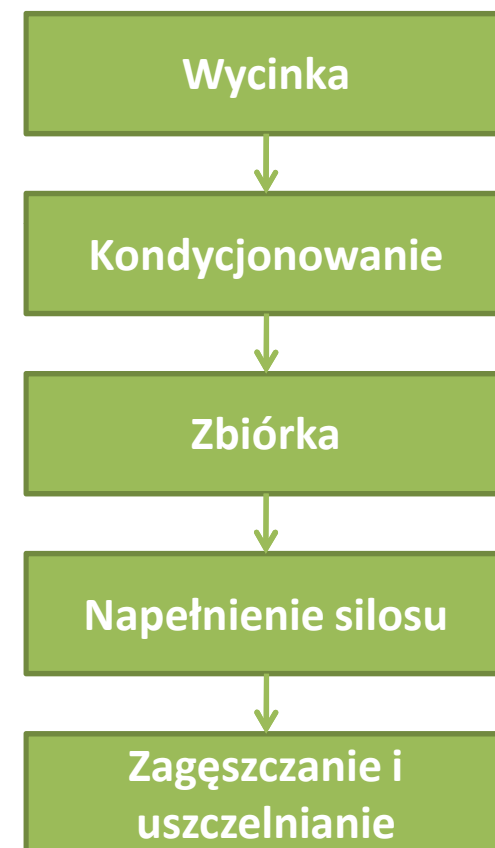 Wycinka
Kondycjonowanie
Zbiórka
Napełnienie silosu
Zagęszczanie i
uszczelnianie